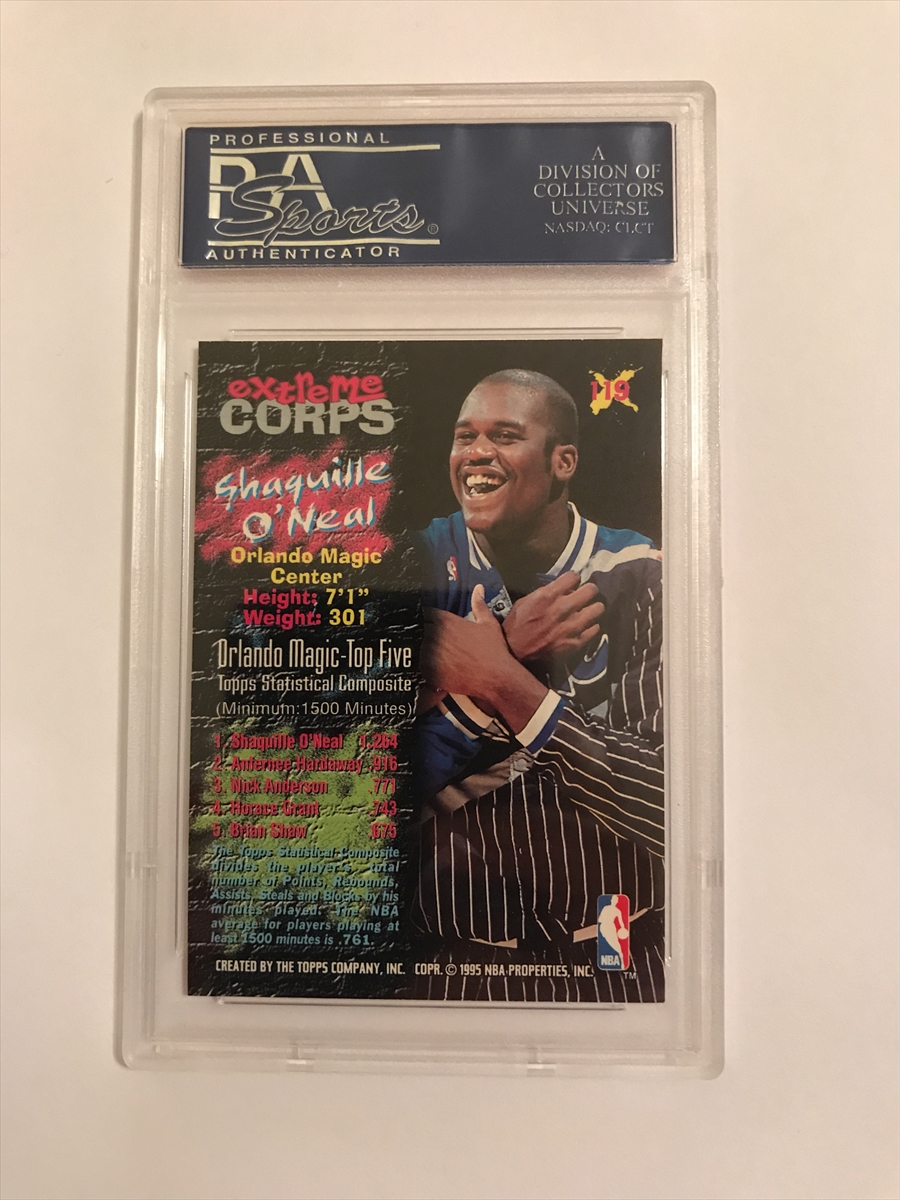 PROFESSIONAL
PSA
Sports®
AUTHENTICATOR
A
DIVISION OF
COLLECTORS
UNIVERSE
NASDAQ: CLCT
extreme
CORPS
119
Shaquille
O'Neal
Orlando Magic
Center
Height: 7'1"
Weight: 301
Orlando Magic-Top Five
Topps Statistical Composite
(Minimum:1500 Minutes)
1. Shaquille O'Neal 1.264
2. Anfernee Hardaway .916
3. Nick Anderson .771
4. Horace Grant .743
5. Brian Shaw .675
The Topps Statistical Composite
divides the player's total
number of Points, Rebounds,
Assists, Steals and Blocks by his
minutes played. The NBA
average for players playing at
least 1500 minutes is .761.
NBA
TM
CREATED BY THE TOPPS COMPANY, INC. COPR. © 1995 NBA PROPERTIES, INC.